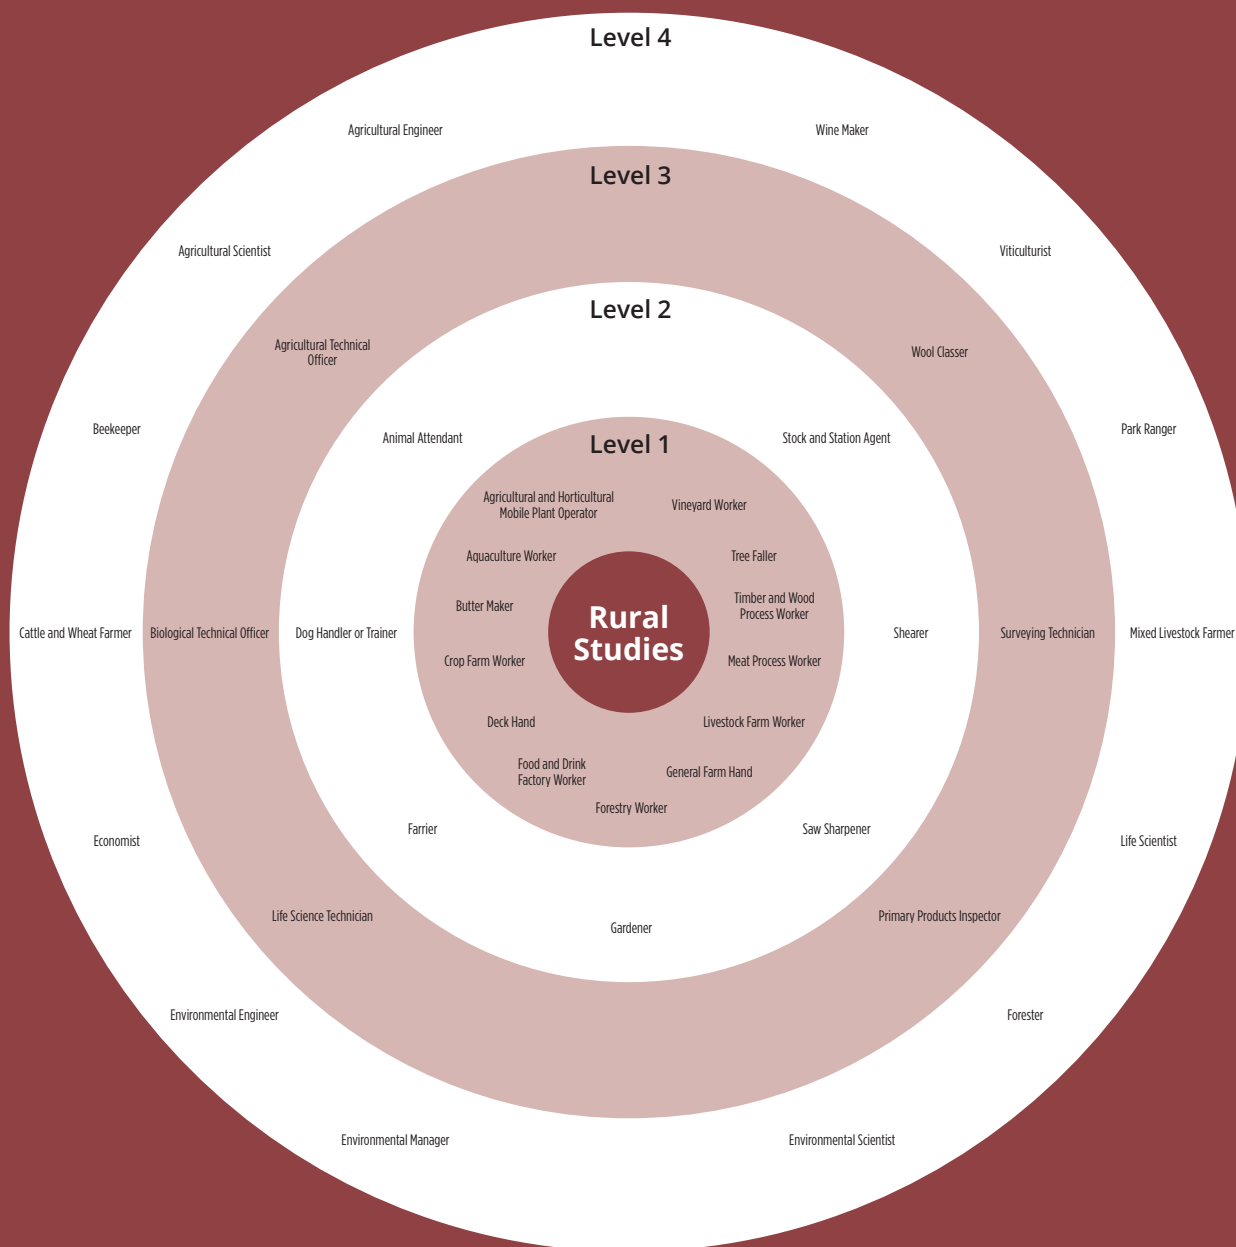 Level 4
Agricultural Engineer
Wine Maker
Level 3
Agricultural Scientist
Viticulturist
Level 2
Agricultural Technical
Officer
Wool Classer
Beekeeper
Park Ranger
Animal Attendant
Stock and Station Agent
Level 1
Agricultural and Horticultural
Mobile Plant Operator
Vineyard Worker
Aquaculture Worker
Tree Faller
Butter Maker
Timber and Wood
Process Worker
Rural
Studies
Cattle and Wheat Farmer
Biological Technical Officer
Dog Handler or Trainer
Shearer
Surveying Technician
Mixed Livestock Farmer
Crop Farm Worker
Meat Process Worker
Deck Hand
Livestock Farm Worker
Food and Drink
Factory Worker
General Farm Hand
Forestry Worker
Farrier
Saw Sharpener
Economist
Life Scientist
Life Science Technician
Gardener
Primary Products Inspector
Environmental Engineer
Forester
Environmental Manager
Environmental Scientist